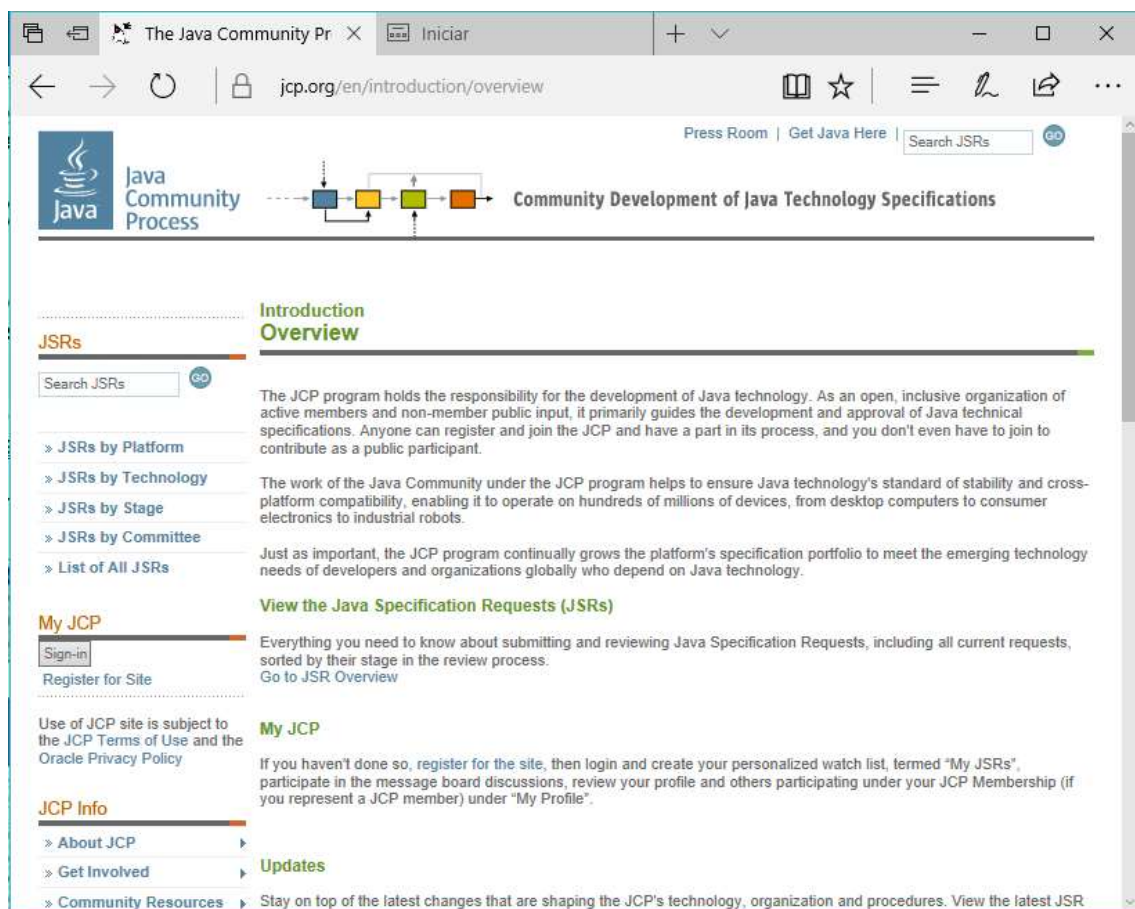 The Java Community Pr
Iniciar
jcp.org/en/introduction/overview
Press Room | Get Java Here |
Search JSRs
GO
Java
Java
Community
Process
Community Development of Java Technology Specifications
JSRs
Search JSRs
GO
» JSRs by Platform
» JSRs by Technology
» JSRs by Stage
» JSRs by Committee
» List of All JSRs
My JCP
Sign-in
Register for Site
Use of JCP site is subject to
the JCP Terms of Use and the
Oracle Privacy Policy
JCP Info
» About JCP
» Get Involved
» Community Resources
Introduction
Overview
The JCP program holds the responsibility for the development of Java technology. As an open, inclusive organization of
active members and non-member public input, it primarily guides the development and approval of Java technical
specifications. Anyone can register and join the JCP and have a part in its process, and you don't even have to join to
contribute as a public participant.
The work of the Java Community under the JCP program helps to ensure Java technology's standard of stability and cross-
platform compatibility, enabling it to operate on hundreds of millions of devices, from desktop computers to consumer
electronics to industrial robots.
Just as important, the JCP program continually grows the platform's specification portfolio to meet the emerging technology
needs of developers and organizations globally who depend on Java technology.
View the Java Specification Requests (JSRs)
Everything you need to know about submitting and reviewing Java Specification Requests, including all current requests,
sorted by their stage in the review process.
Go to JSR Overview
My JCP
If you haven't done so, register for the site, then login and create your personalized watch list, termed “My JSRs”,
participate in the message board discussions, review your profile and others participating under your JCP Membership (if
you represent a JCP member) under “My Profile”.
Updates
Stay on top of the latest changes that are shaping the JCP's technology, organization and procedures. View the latest JSR